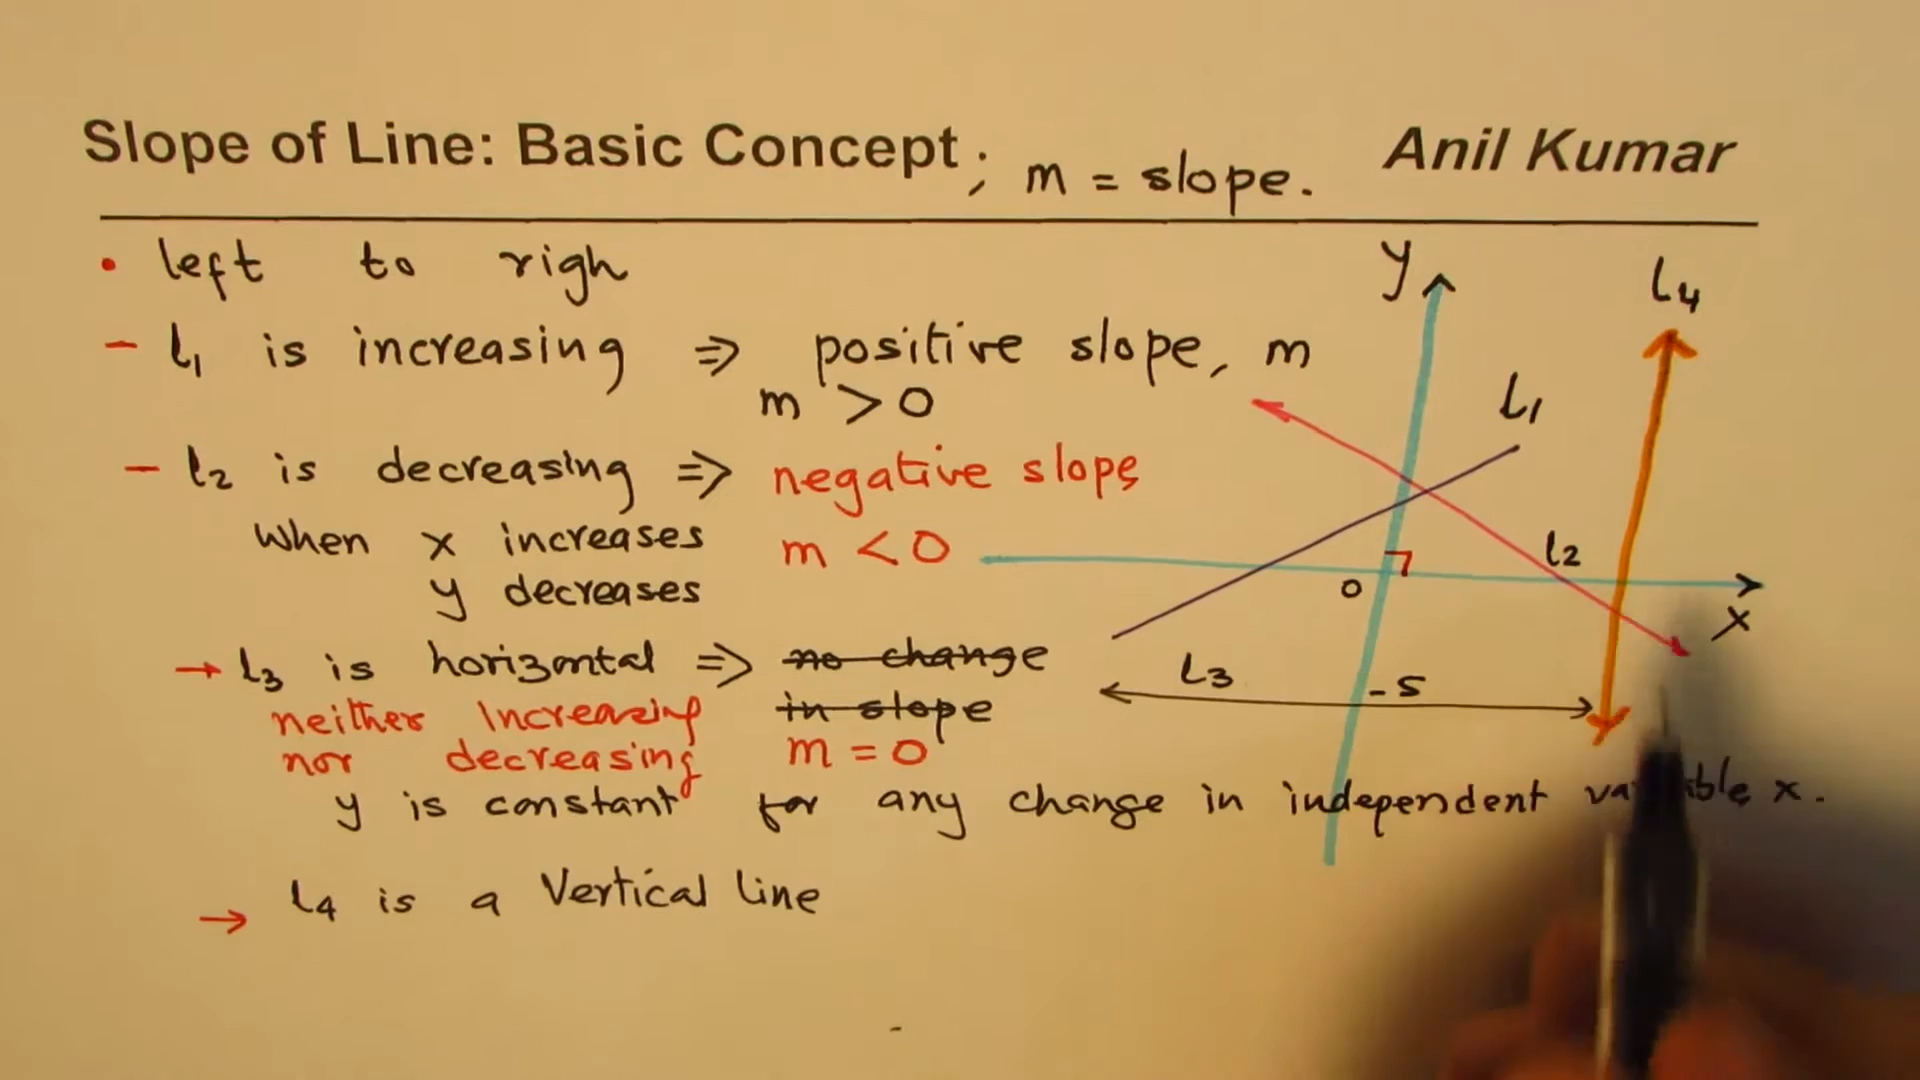 Slope of Line: Basic Concept ; m = slope. Anil Kumar
• left to righ
- l1 is increasing ⇒ positive slope, m
m > 0
- l2 is decreasing ⇒ negative slope
when x increases m < 0
y decreases
→ l3 is horizontal ⇒ no change
neither Increasing in slope
nor decreasing m = 0
y is constant for any change in independent variable x.
→ l4 is a Vertical line
y
l4
L1
l2
0
x
L3
-5